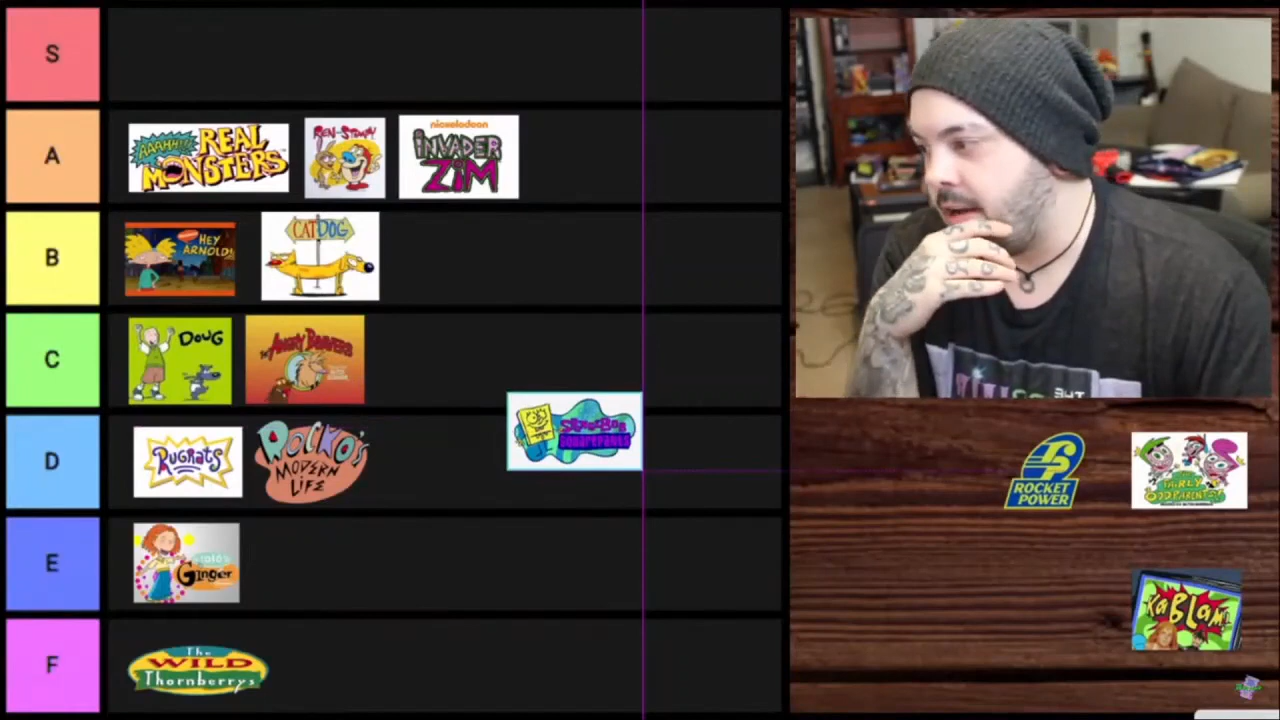 S
A
AAAHH!!! REAL
MONSTERS
REN-STIMPY
nickelodeon
INVADER
ZIM
B
HEY
ARNOLD!
CATDOG
C
DOUG
THE ANGRY BEAVERS
D
RUGRATS
ROCKO'S
MODERN
LIFE
SPONGEBOB
SQUAREPANTS
ROCKET
POWER
FAIRLY
ODDPARENTS
E
Ginger
KABLAM!
F
The
WILD
Thornberrys
THE